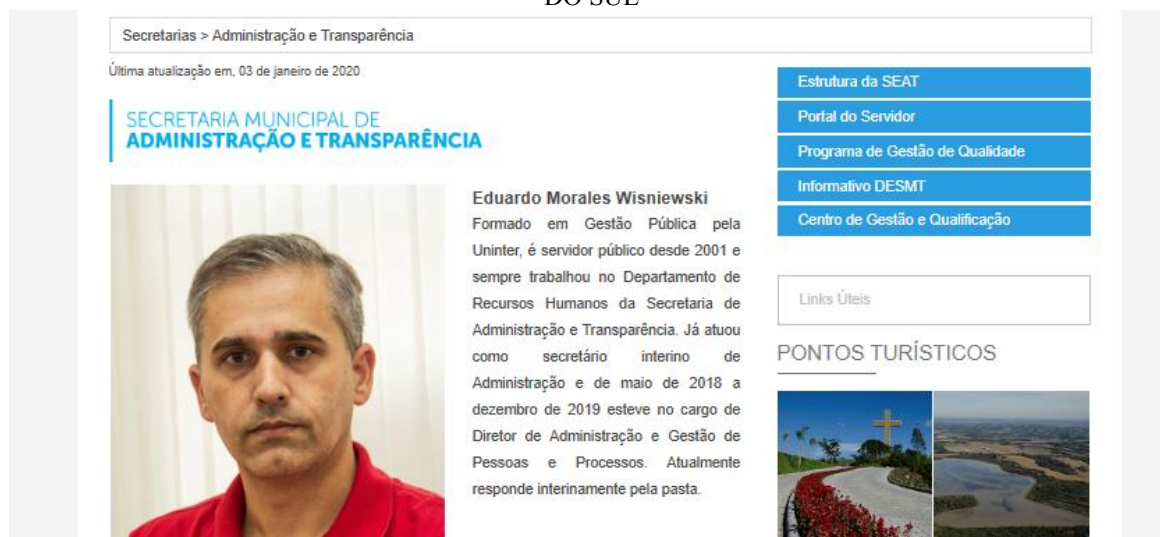 DO SUL
Secretarias > Administração e Transparência
Última atualização em, 03 de janeiro de 2020
SECRETARIA MUNICIPAL DE
ADMINISTRAÇÃO E TRANSPARÊNCIA
Eduardo Morales Wisniewski
Formado em Gestão Pública pela
Uninter, é servidor público desde 2001 e
sempre trabalhou no Departamento de
Recursos Humanos da Secretaria de
Administração e Transparência. Já atuou
como secretário interino de
Administração e de maio de 2018 a
dezembro de 2019 esteve no cargo de
Diretor de Administração e Gestão de
Pessoas e Processos. Atualmente
responde interinamente pela pasta.
Estrutura da SEAT
Portal do Servidor
Programa de Gestão de Qualidade
Informativo DESMT
Centro de Gestão e Qualificação
Links Úteis
PONTOS TURÍSTICOS